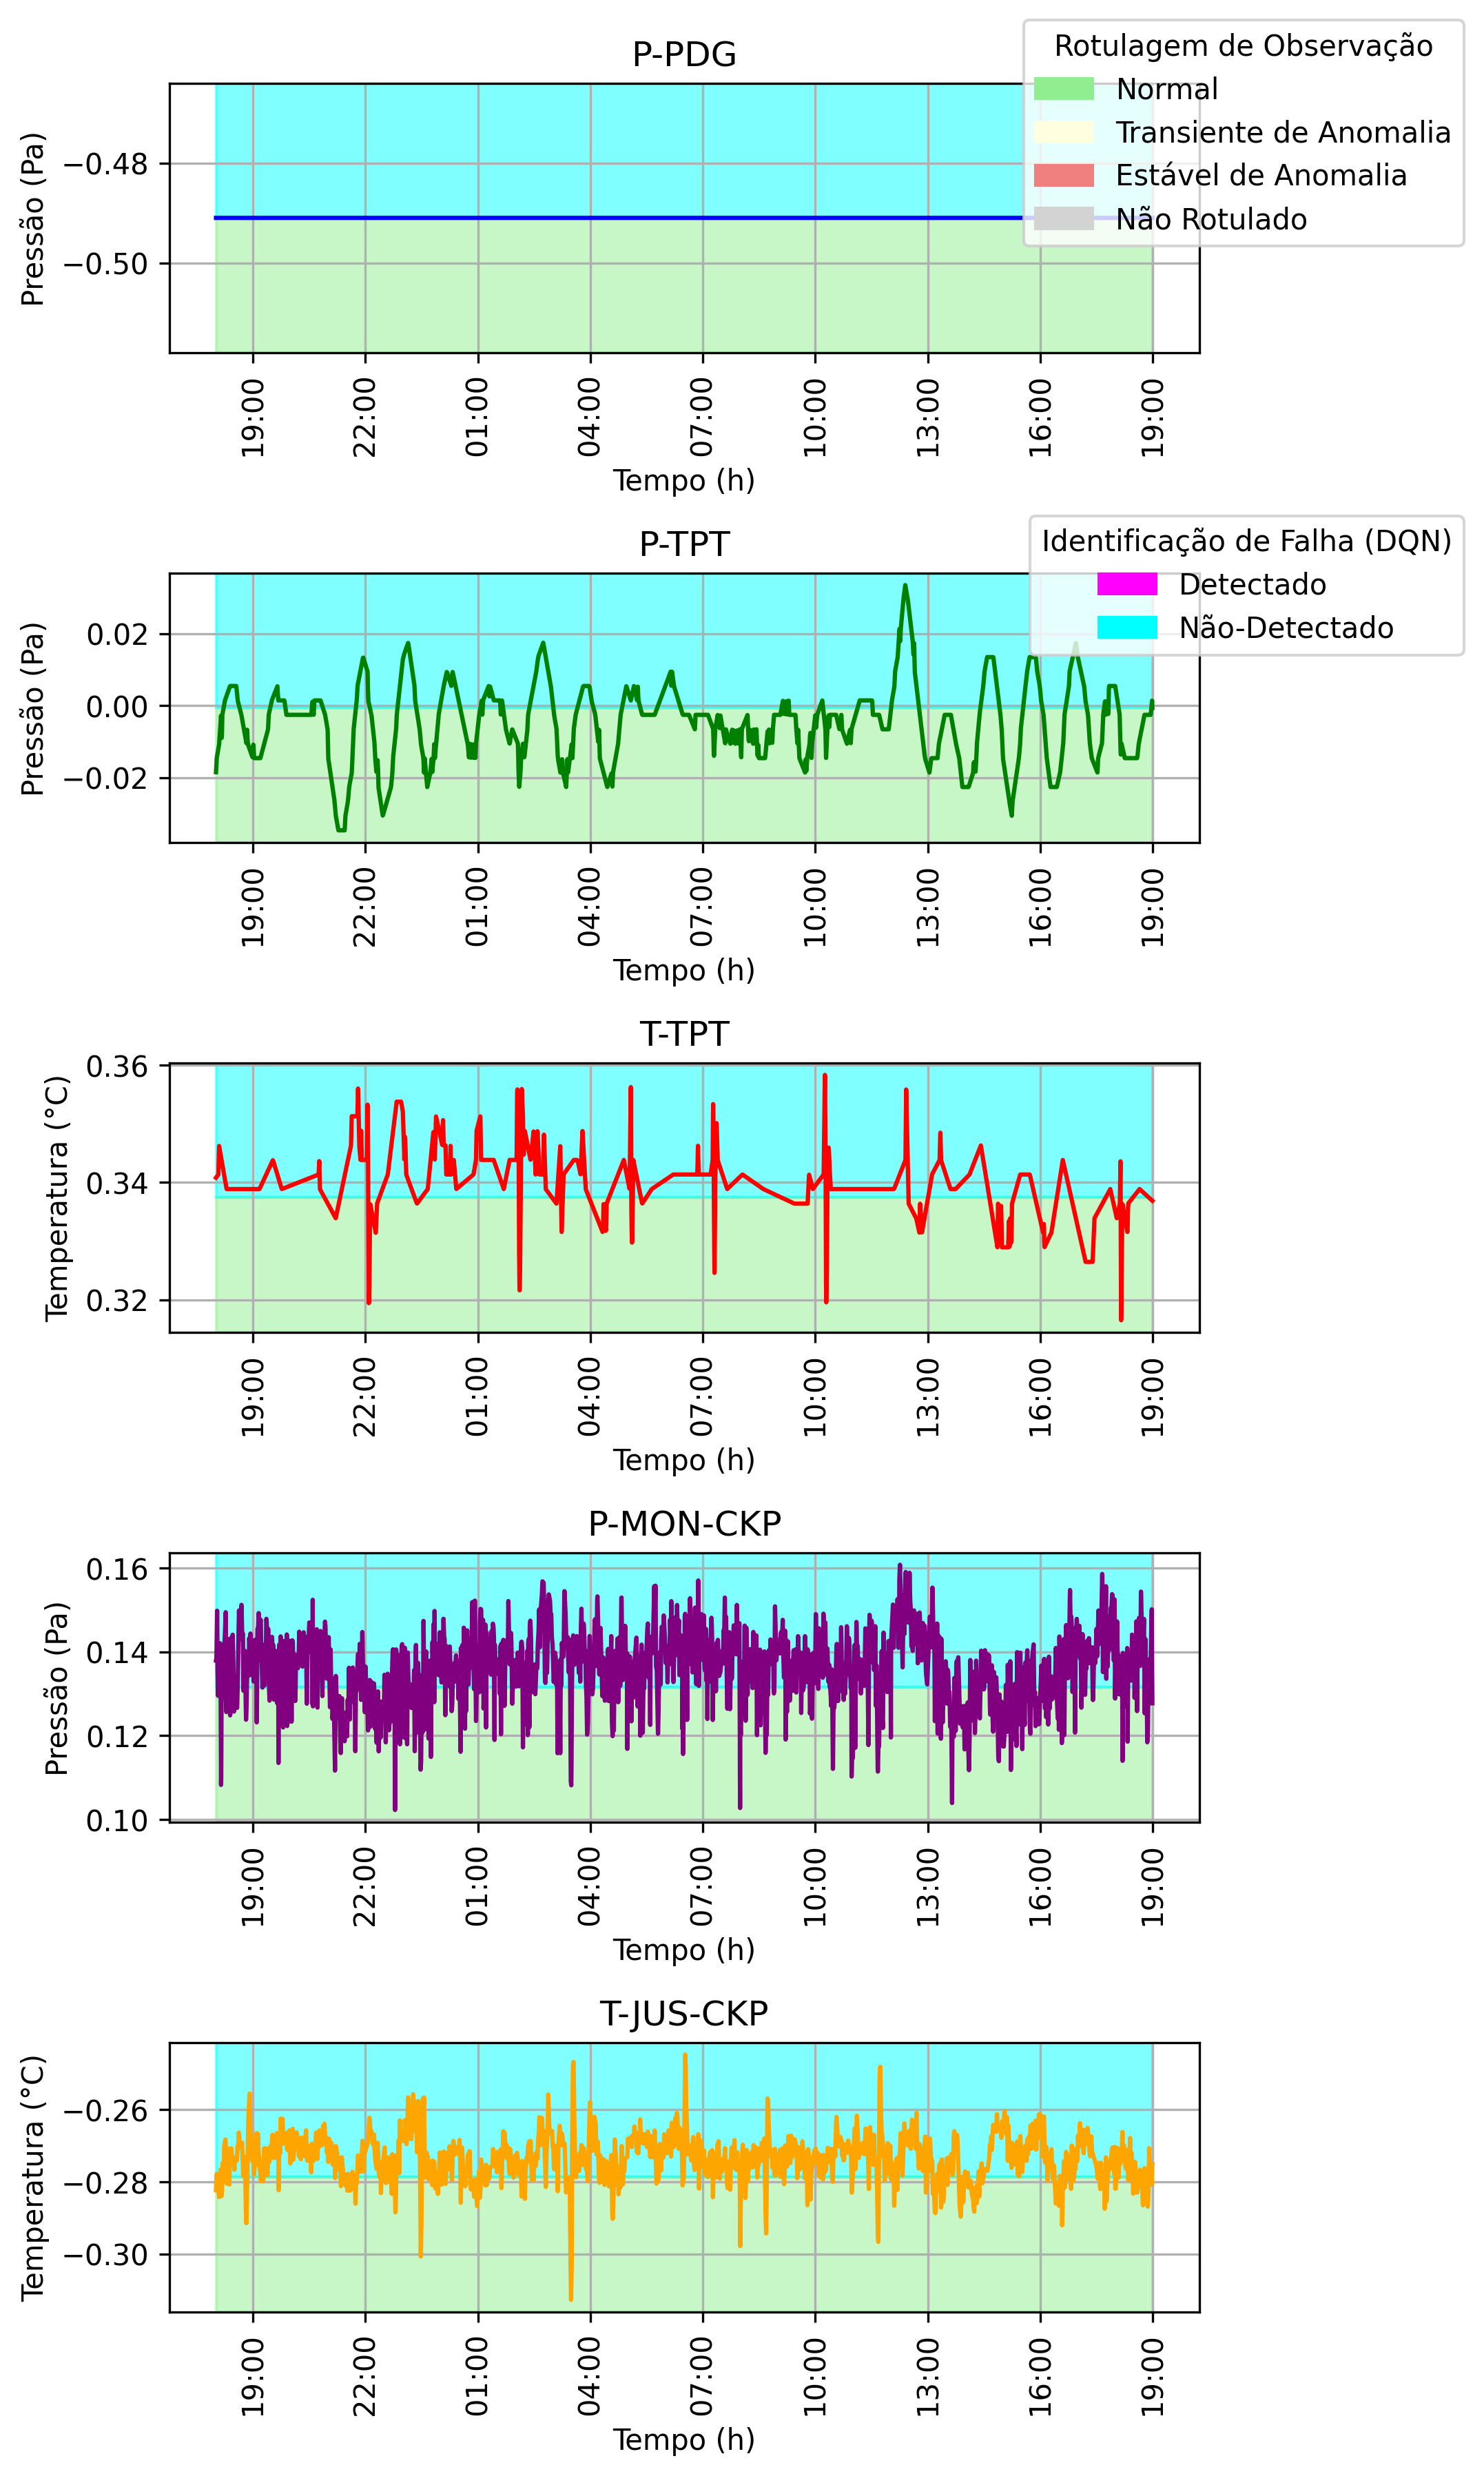 P-PDG
Rotulagem de Observação
Normal
Transiente de Anomalia
Estável de Anomalia
Não Rotulado
Pressão (Pa)
−0.48
−0.50
19:00 22:00 01:00 04:00 07:00 10:00 13:00 16:00 19:00
Tempo (h)
P-TPT
Identificação de Falha (DQN)
Detectado
Não-Detectado
Pressão (Pa)
0.02
0.00
−0.02
19:00 22:00 01:00 04:00 07:00 10:00 13:00 16:00 19:00
Tempo (h)
T-TPT
Temperatura (°C)
0.36
0.34
0.32
19:00 22:00 01:00 04:00 07:00 10:00 13:00 16:00 19:00
Tempo (h)
P-MON-CKP
Pressão (Pa)
0.16
0.14
0.12
0.10
19:00 22:00 01:00 04:00 07:00 10:00 13:00 16:00 19:00
Tempo (h)
T-JUS-CKP
Temperatura (°C)
−0.26
−0.28
−0.30
19:00 22:00 01:00 04:00 07:00 10:00 13:00 16:00 19:00
Tempo (h)